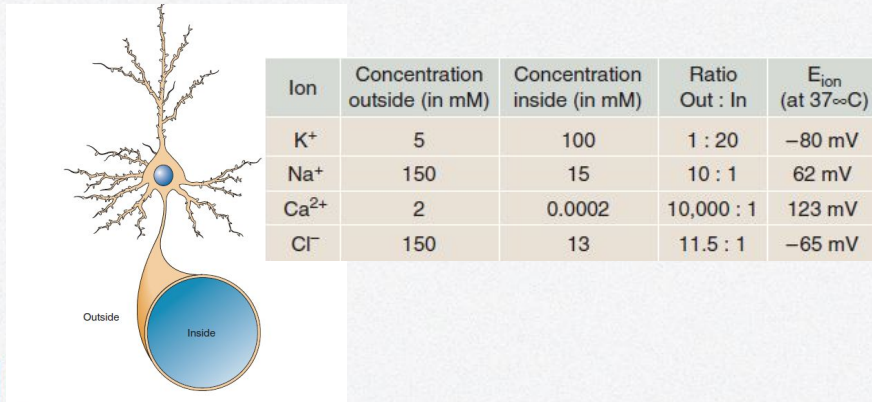 Ion Concentration outside (in mM) Concentration inside (in mM) Ratio Out : In E_ion (at 37∞C)
K⁺ 5 100 1 : 20 −80 mV
Na⁺ 150 15 10 : 1 62 mV
Ca²⁺ 2 0.0002 10,000 : 1 123 mV
Cl⁻ 150 13 11.5 : 1 −65 mV
Outside
Inside